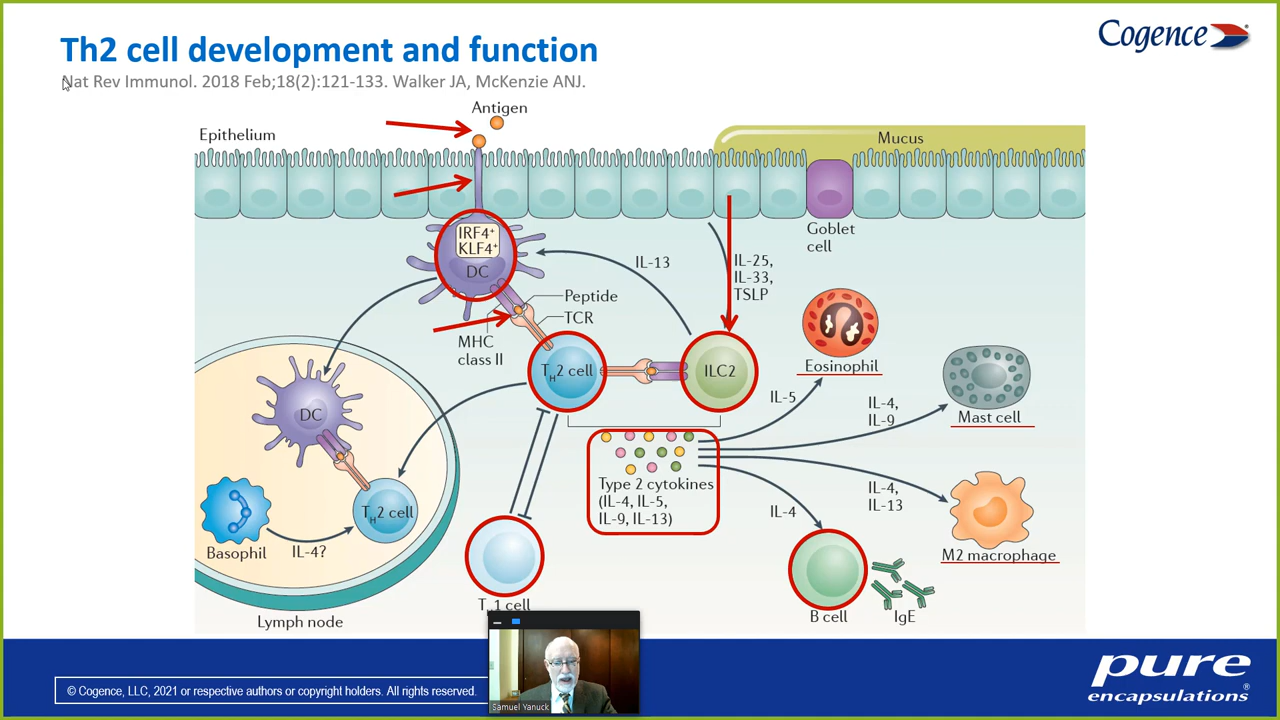 Th2 cell development and function
Nat Rev Immunol. 2018 Feb;18(2):121-133. Walker JA, McKenzie ANJ.
Cogence
Antigen
Epithelium
Mucus
IRF4⁺
KLF4⁺
DC
Goblet
cell
IL-13
IL-25,
IL-33,
TSLP
Peptide
TCR
MHC
class II
TH2 cell
ILC2
Eosinophil
IL-5
IL-4,
IL-9
Mast cell
DC
Type 2 cytokines
(IL-4, IL-5,
IL-9, IL-13)
IL-4,
IL-13
IL-4
TH2 cell
Basophil
IL-4?
M2 macrophage
TH1 cell
B cell
IgE
Lymph node
© Cogence, LLC, 2021 or respective authors or copyright holders. All rights reserved.
Samuel Yanuck
pure
encapsulations®